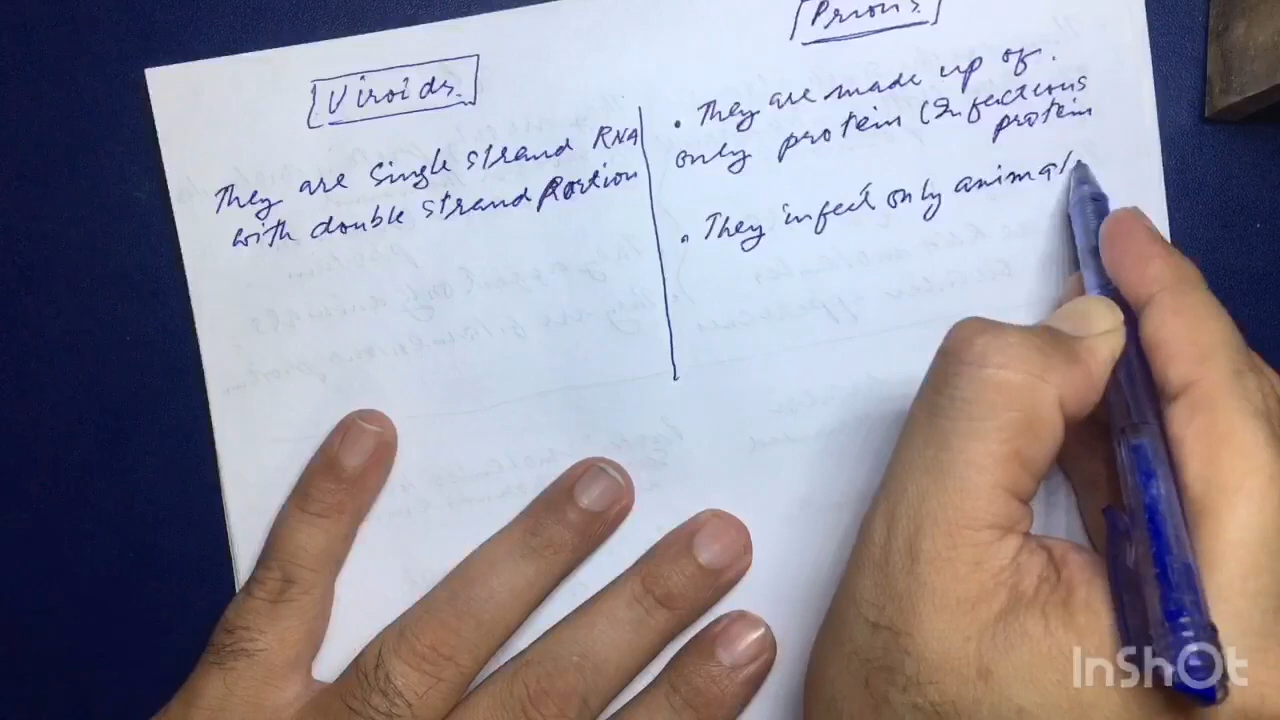 Viroids
They are single strand RNA
with double strand Portion
Prions
• They are made up of.
only protein (Infectious
protein
• They infect only animal
InShOt